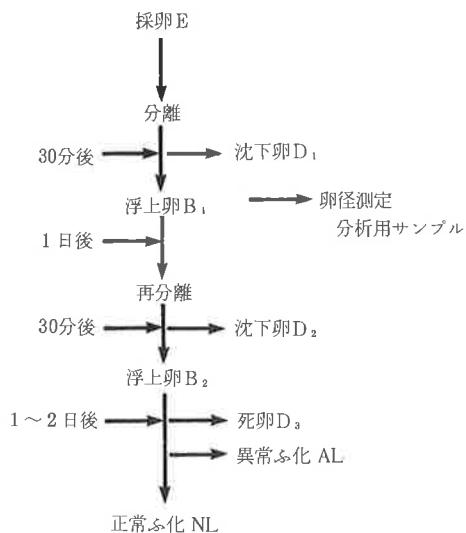 採卵E
分離
30分後
沈下卵D₁
浮上卵B₁
卵径測定
分析用サンプル
1日後
再分離
30分後
沈下卵D₂
浮上卵B₂
1～2日後
死卵D₃
異常ふ化 AL
正常ふ化 NL